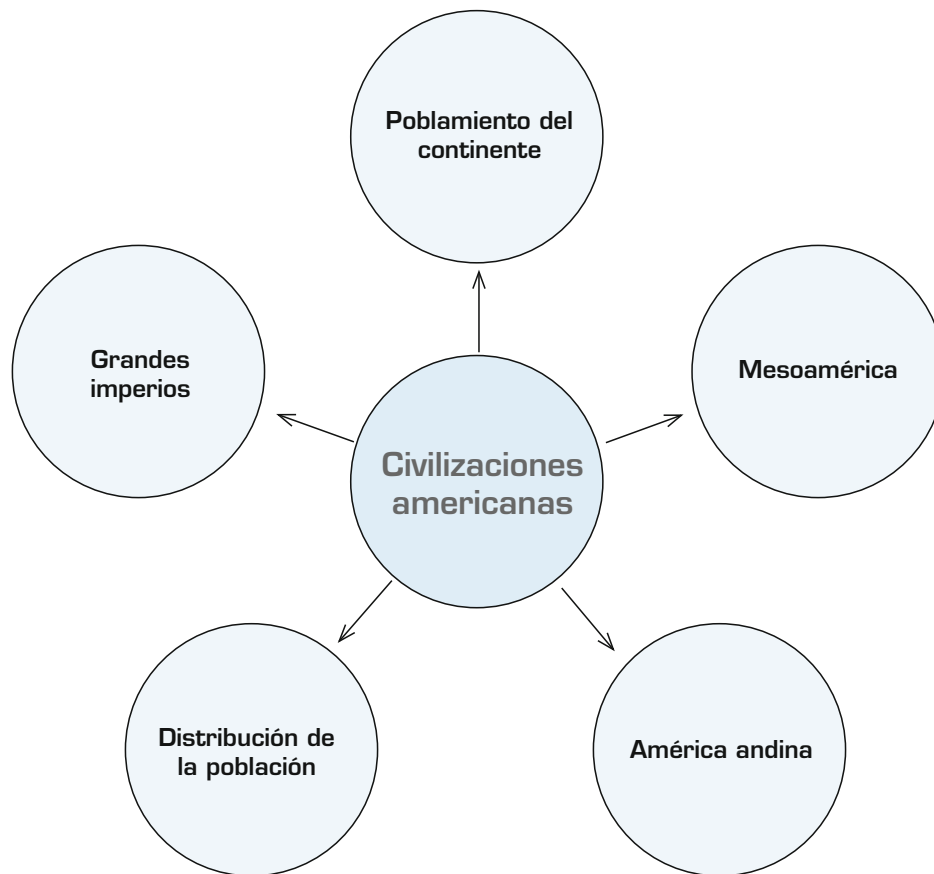 Poblamiento del
continente
Grandes
imperios
Mesoamérica
Civilizaciones
americanas
Distribución de
la población
América andina